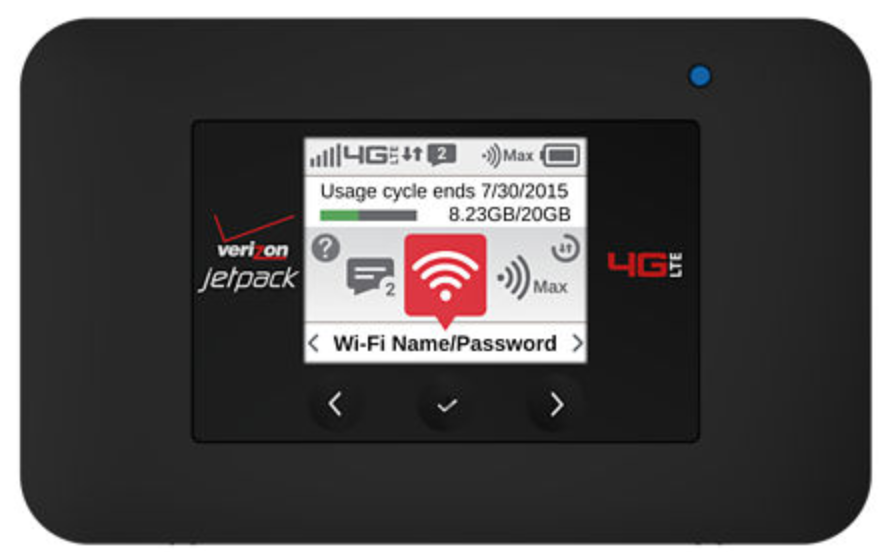 4G LTE 2 Max
Usage cycle ends 7/30/2015
8.23GB/20GB
verizon
jetpack
?
2
Max
4G LTE
< Wi-Fi Name/Password >